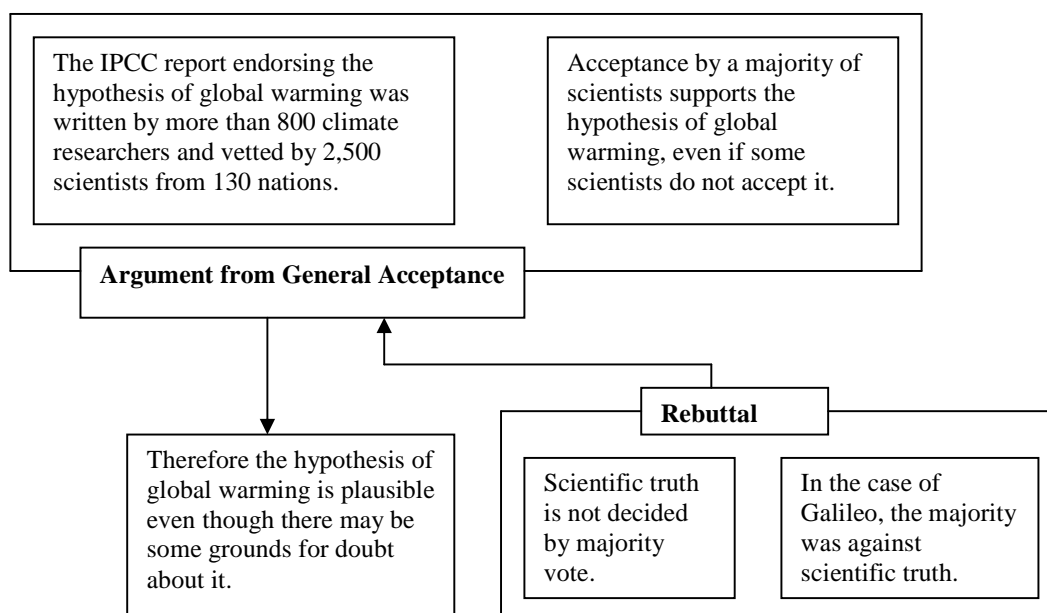 The IPCC report endorsing the
hypothesis of global warming was
written by more than 800 climate
researchers and vetted by 2,500
scientists from 130 nations.
Acceptance by a majority of
scientists supports the
hypothesis of global
warming, even if some
scientists do not accept it.
Argument from General Acceptance
Rebuttal
Therefore the hypothesis of
global warming is plausible
even though there may be
some grounds for doubt
about it.
Scientific truth
is not decided
by majority
vote.
In the case of
Galileo, the majority
was against
scientific truth.